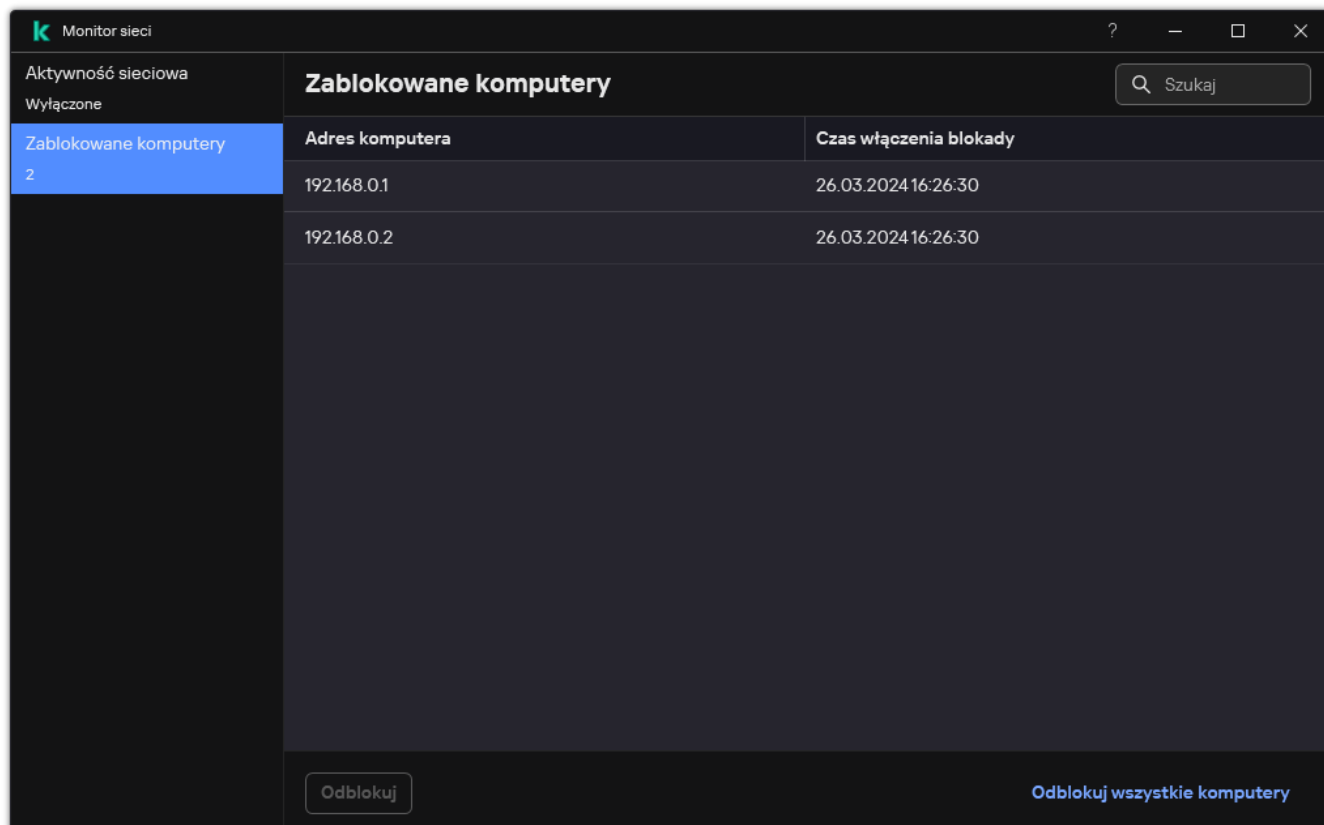 Monitor sieci
?
Aktywność sieciowa
Wyłączone
Zablokowane komputery
2
Zablokowane komputery
Szukaj
Adres komputera Czas włączenia blokady
192.168.0.1 26.03.2024 16:26:30
192.168.0.2 26.03.2024 16:26:30
Odblokuj Odblokuj wszystkie komputery